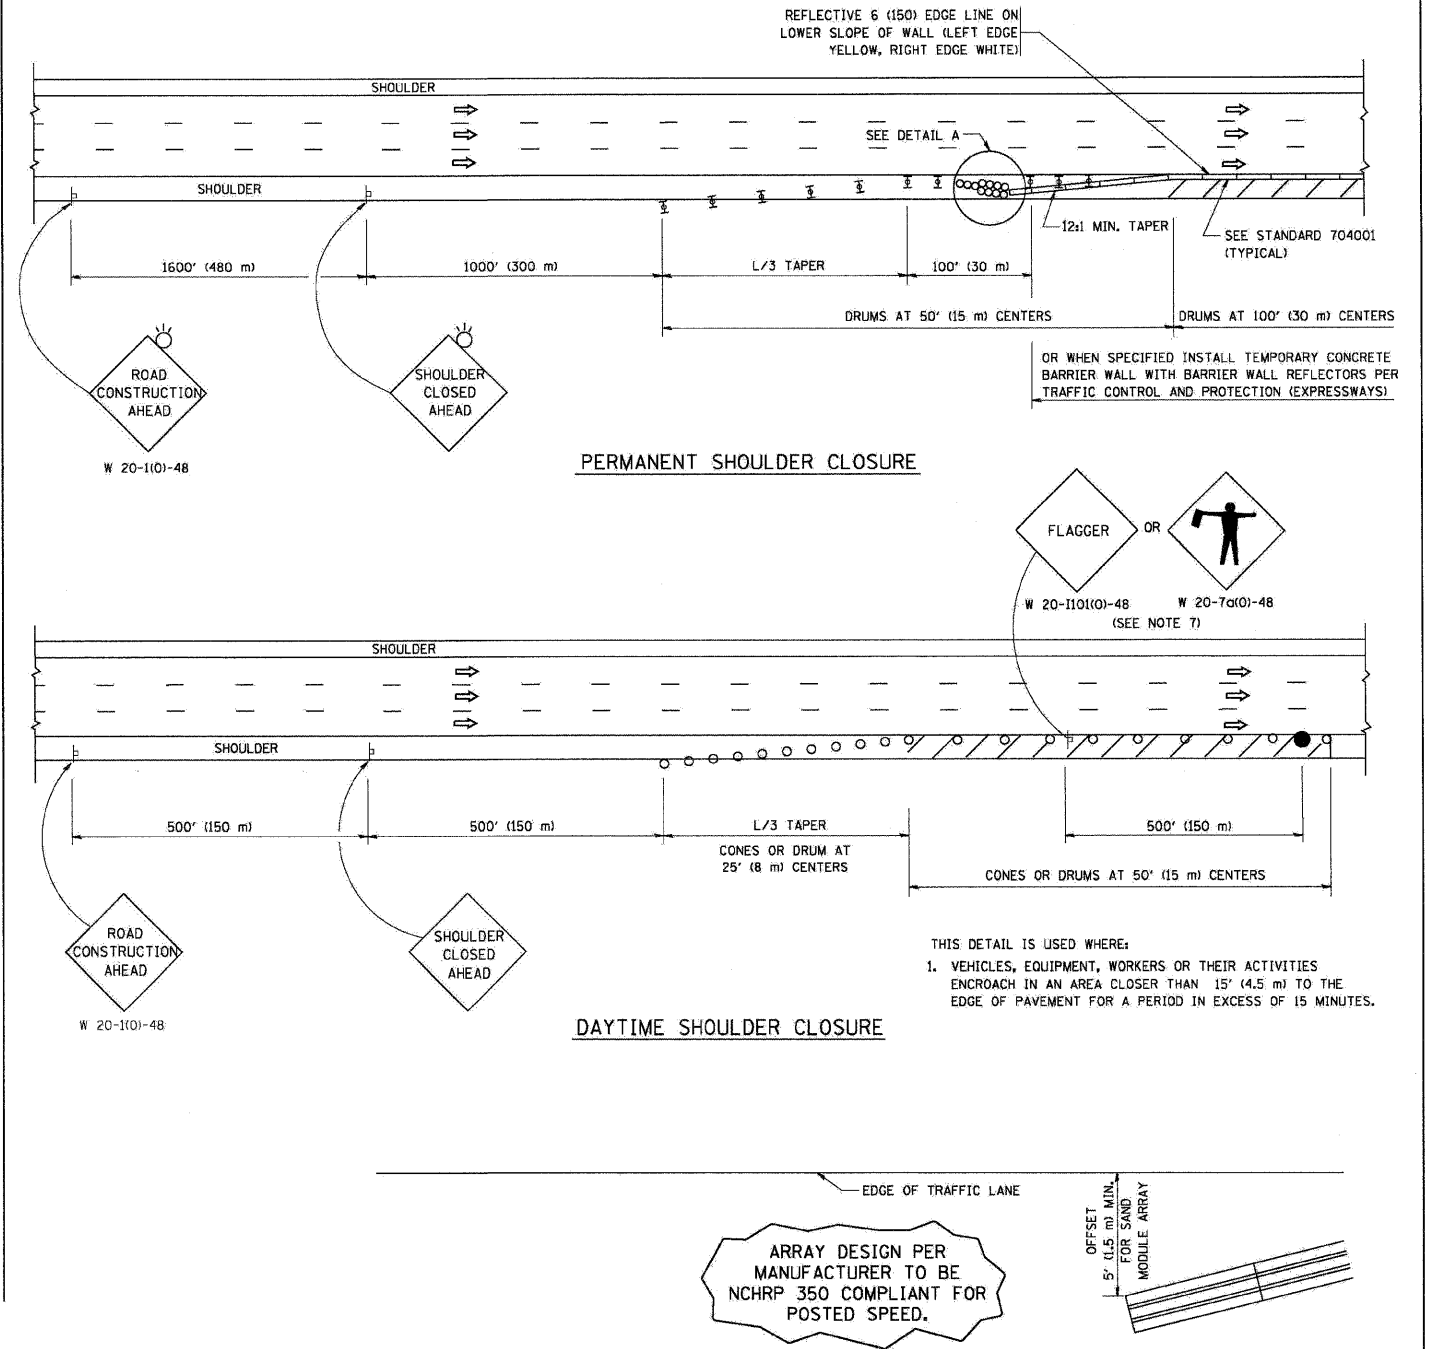 REFLECTIVE 6 (150) EDGE LINE ON
LOWER SLOPE OF WALL (LEFT EDGE
YELLOW, RIGHT EDGE WHITE)
SHOULDER
SEE DETAIL A
SHOULDER
12:1 MIN. TAPER
SEE STANDARD 704001
(TYPICAL)
1600' (480 m)
1000' (300 m)
L/3 TAPER
100' (30 m)
DRUMS AT 50' (15 m) CENTERS
DRUMS AT 100' (30 m) CENTERS
OR WHEN SPECIFIED INSTALL TEMPORARY CONCRETE
BARRIER WALL WITH BARRIER WALL REFLECTORS PER
TRAFFIC CONTROL AND PROTECTION (EXPRESSWAYS)
ROAD
CONSTRUCTION
AHEAD
W 20-1(O)-48
SHOULDER
CLOSED
AHEAD
PERMANENT SHOULDER CLOSURE
FLAGGER
OR
W 20-I101(O)-48
W 20-7a(O)-48
(SEE NOTE 7)
SHOULDER
SHOULDER
500' (150 m)
500' (150 m)
L/3 TAPER
CONES OR DRUM AT
25' (8 m) CENTERS
500' (150 m)
CONES OR DRUMS AT 50' (15 m) CENTERS
ROAD
CONSTRUCTION
AHEAD
W 20-1(O)-48
SHOULDER
CLOSED
AHEAD
THIS DETAIL IS USED WHERE:
1. VEHICLES, EQUIPMENT, WORKERS OR THEIR ACTIVITIES
ENCROACH IN AN AREA CLOSER THAN 15' (4.5 m) TO THE
EDGE OF PAVEMENT FOR A PERIOD IN EXCESS OF 15 MINUTES.
DAYTIME SHOULDER CLOSURE
EDGE OF TRAFFIC LANE
OFFSET
5' (1.5 m) MIN.
FOR SAND
MODULE ARRAY
ARRAY DESIGN PER
MANUFACTURER TO BE
NCHRP 350 COMPLIANT FOR
POSTED SPEED.